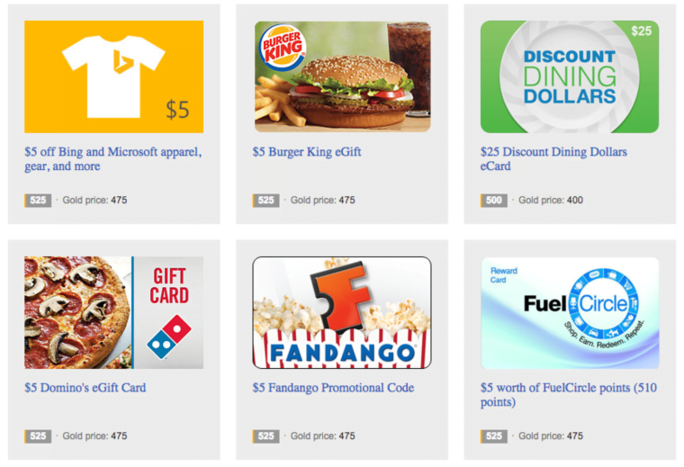 $5
$5 off Bing and Microsoft apparel,
gear, and more
525 · Gold price: 475
BURGER
KING
$5 Burger King eGift
525 · Gold price: 475
$25
DISCOUNT
DINING
DOLLARS
$25 Discount Dining Dollars
eCard
500 · Gold price: 400
GIFT
CARD
$5 Domino's eGift Card
525 · Gold price: 475
FANDANGO
$5 Fandango Promotional Code
525 · Gold price: 475
Reward
Card
FuelCircle
Shop. Earn. Redeem. Repeat.
$5 worth of FuelCircle points (510
points)
525 · Gold price: 475